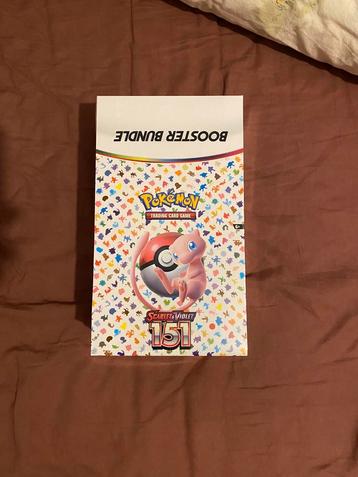 BOOSTER BUNDLE
Pokémon
TRADING CARD GAME
SCARLET & VIOLET
151